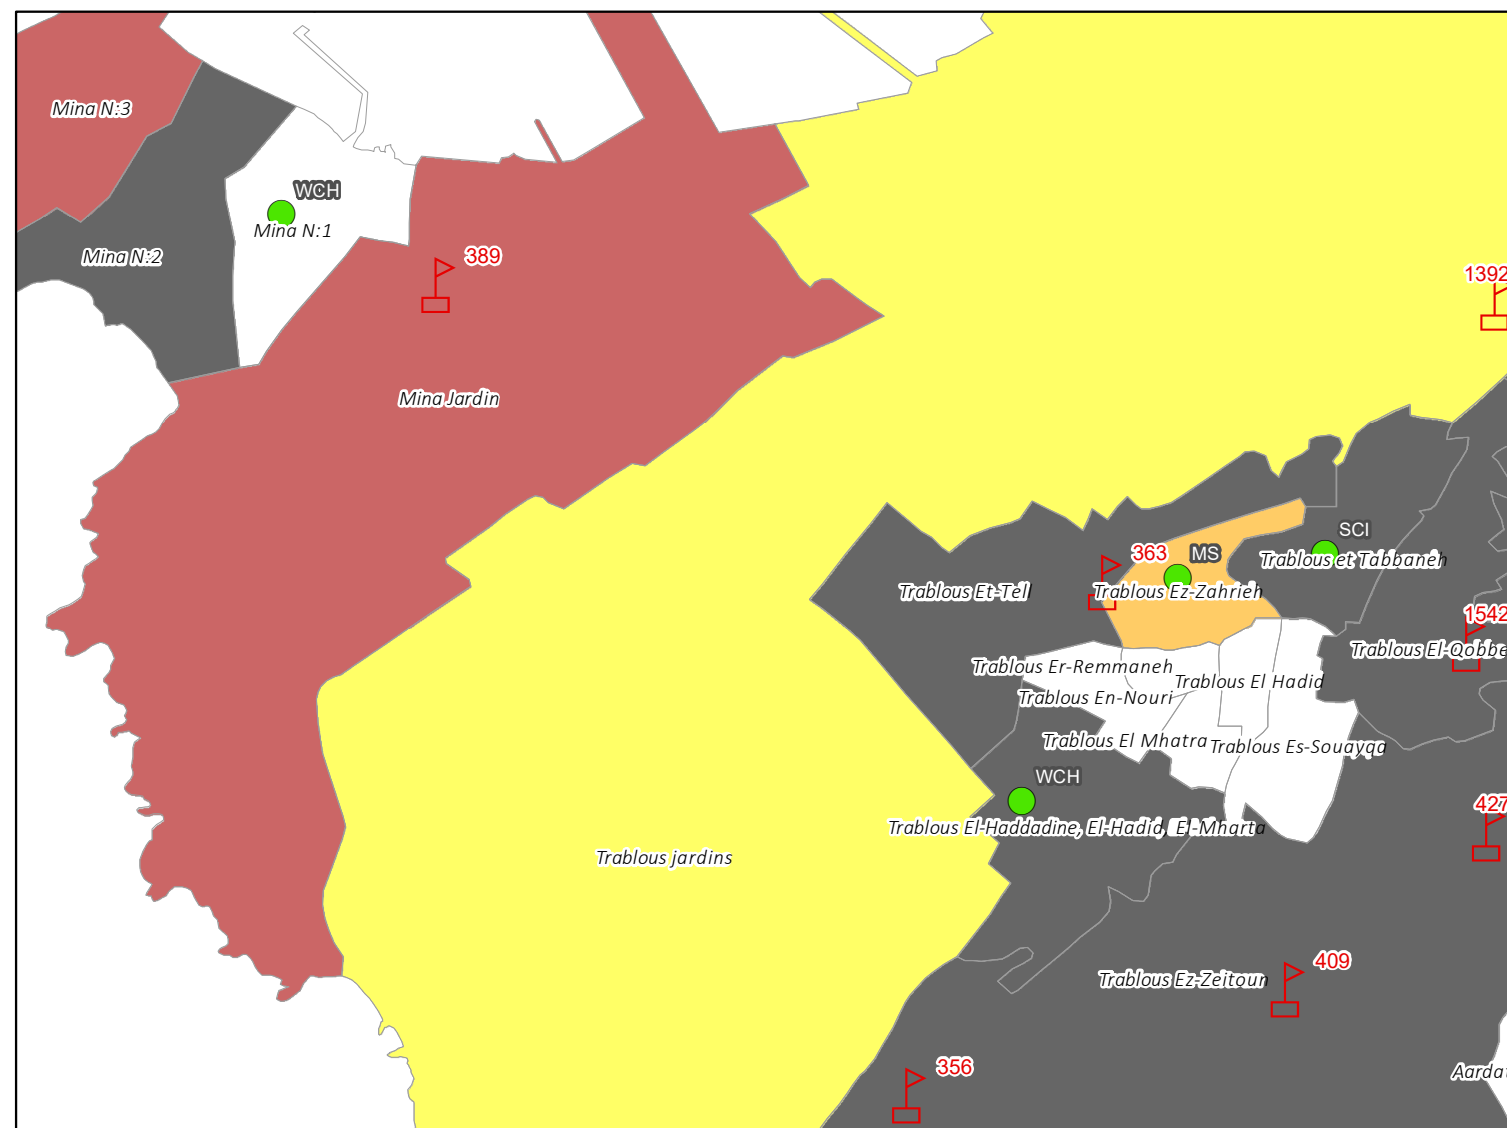 Mina N:3
WCH
Mina N:1
Mina N:2
389
1392
Mina Jardin
SCI
363
MS
Trablous et Tabbaneh
Trablous Et-Tell
Trablous Ez-Zahrieh
1542
Trablous El-Qobbe
Trablous Er-Remmaneh
Trablous El Hadid
Trablous En-Nouri
Trablous El Mhatra
Trablous Es-Souayqa
WCH
427
Trablous El-Haddadine, El-Hadid, El-Mharta
Trablous jardins
409
Trablous Ez-Zeitoun
356
Aardat